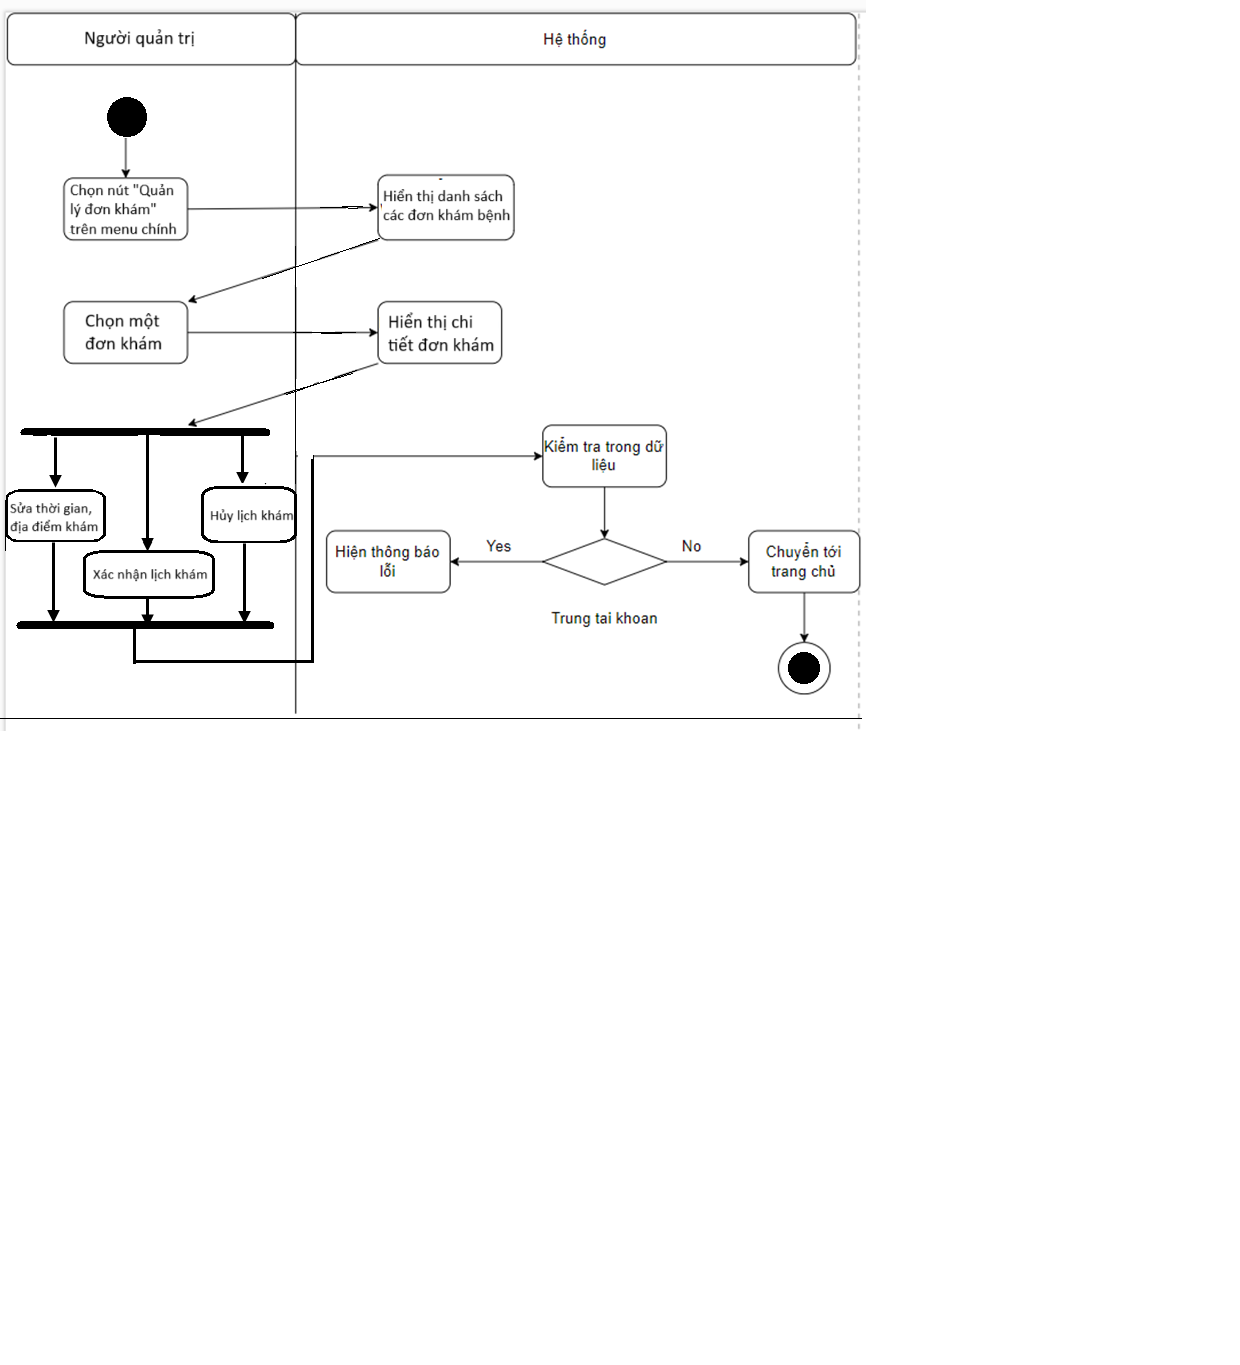 Người quản trị
Hệ thống
Chọn nút "Quản
lý đơn khám"
trên menu chính
Hiển thị danh sách
các đơn khám bệnh
Chọn một
đơn khám
Hiển thị chi
tiết đơn khám
Kiểm tra trong dữ
liệu
Sửa thời gian,
địa điểm khám
Hủy lịch khám
Xác nhận lịch khám
Hiện thông báo
lỗi
Yes
No
Chuyển tới
trang chủ
Trung tai khoan